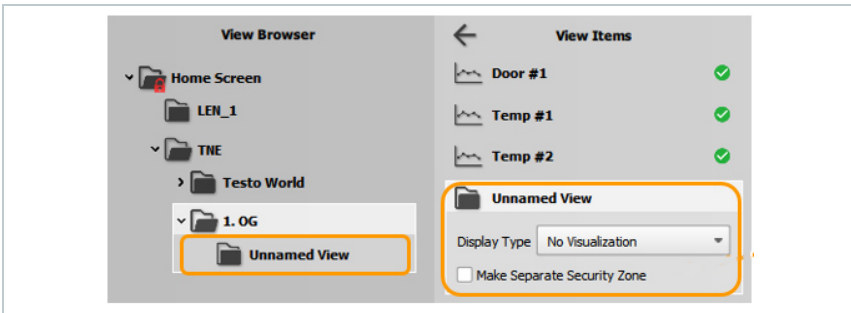 View Browser
Home Screen
LEN_1
TNE
Testo World
1. OG
Unnamed View
View Items
Door #1
Temp #1
Temp #2
Unnamed View
Display Type No Visualization
Make Separate Security Zone